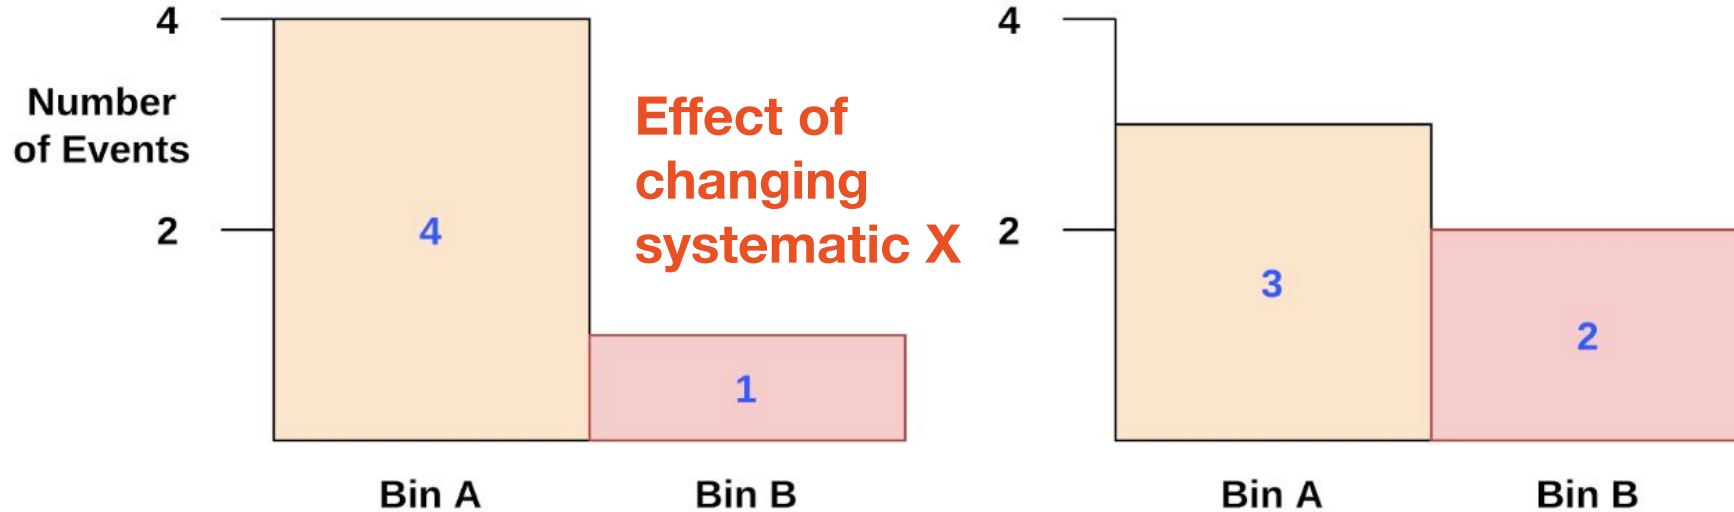 4
Number
of Events
2
4
1
Bin A
Bin B
Effect of
changing
systematic X
4
2
3
2
Bin A
Bin B